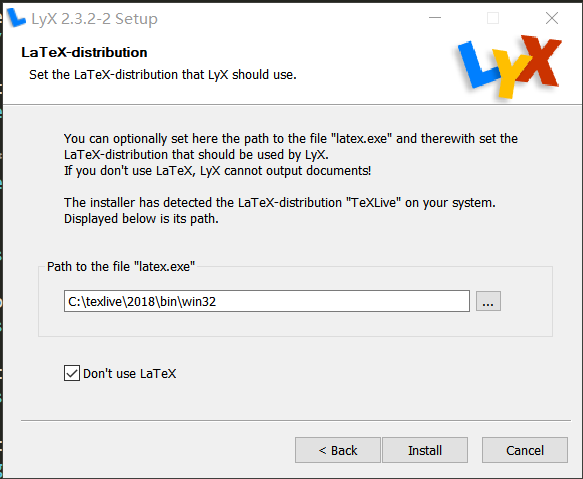 LyX 2.3.2-2 Setup
LaTeX-distribution
Set the LaTeX-distribution that LyX should use.
LyX
You can optionally set here the path to the file "latex.exe" and therewith set the
LaTeX-distribution that should be used by LyX.
If you don't use LaTeX, LyX cannot output documents!
The installer has detected the LaTeX-distribution "TeXLive" on your system.
Displayed below is its path.
Path to the file "latex.exe"
C:\texlive\2018\bin\win32
...
Don't use LaTeX
< Back
Install
Cancel